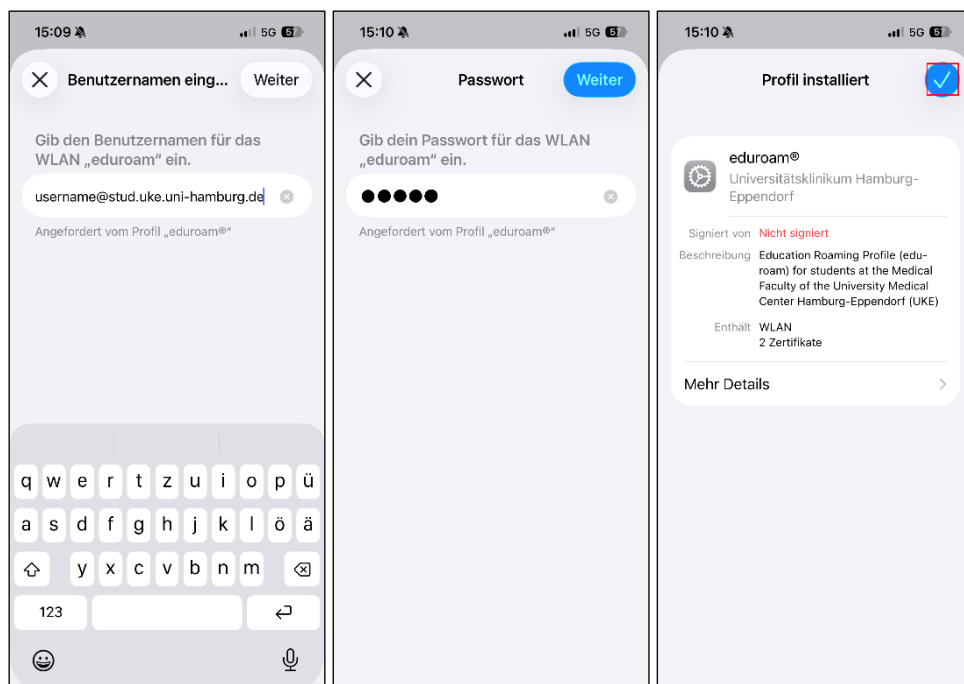 15:09 5G 5
Benutzernamen eing... Weiter
Gib den Benutzernamen für das
WLAN „eduroam“ ein.
username@stud.uke.uni-hamburg.de
Angefordert vom Profil „eduroam®“
q w e r t z u i o p ü
a s d f g h j k l ö ä
y x c v b n m
123
15:10 5G
Passwort Weiter
Gib dein Passwort für das WLAN
„eduroam“ ein.
●●●●●
Angefordert vom Profil „eduroam®“
15:10 5G
Profil installiert
eduroam®
Universitätsklinikum Hamburg-
Eppendorf
Signiert von Nicht signiert
Beschreibung Education Roaming Profile (edu-
roam) for students at the Medical
Faculty of the University Medical
Center Hamburg-Eppendorf (UKE)
Enthält WLAN
2 Zertifikate
Mehr Details